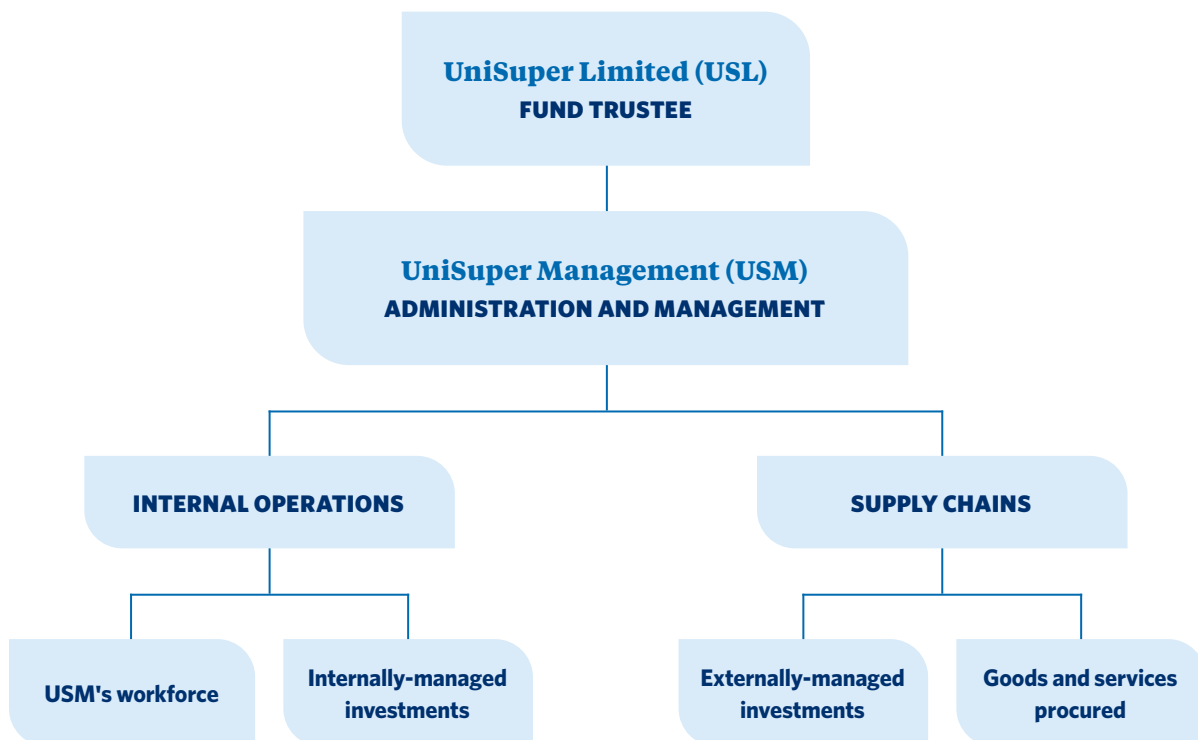 UniSuper Limited (USL)
FUND TRUSTEE
UniSuper Management (USM)
ADMINISTRATION AND MANAGEMENT
INTERNAL OPERATIONS
SUPPLY CHAINS
USM's workforce
Internally-managed
investments
Externally-managed
investments
Goods and services
procured